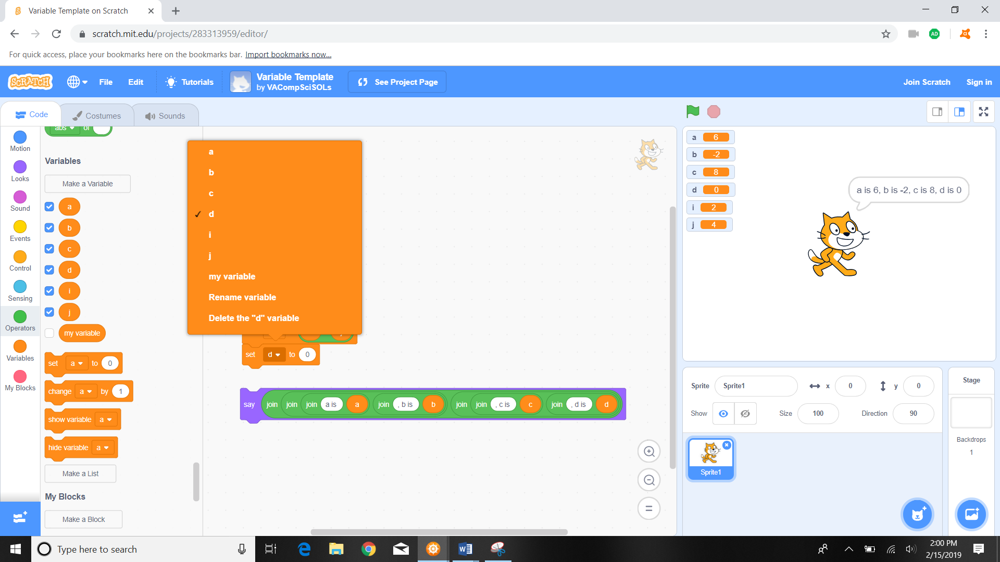 Variable Template on Scratch
scratch.mit.edu/projects/283313959/editor/
AD
For quick access, place your bookmarks here on the bookmarks bar. Import bookmarks now...
SCRATCH
File Edit Tutorials
Variable Template
by VACompSciSOLs
See Project Page
Join Scratch Sign in
Code Costumes Sounds
Motion
Looks
Sound
Events
Control
Sensing
Operators
Variables
My Blocks
abs of
Variables
Make a Variable
a
b
c
d
i
j
my variable
set a to 0
change a by 1
show variable a
hide variable a
Make a List
My Blocks
Make a Block
a
b
c
✓ d
i
j
my variable
Rename variable
Delete the "d" variable
set d to 0
say join join join a is a join , b is b join join , c is c join , d is d
a 6
b -2
c 8
d 0
i 2
j 4
a is 6, b is -2, c is 8, d is 0
Sprite Sprite1 x 0 y 0
Show Size 100 Direction 90
Sprite1
Stage
Backdrops
1
Type here to search
2:00 PM
2/15/2019